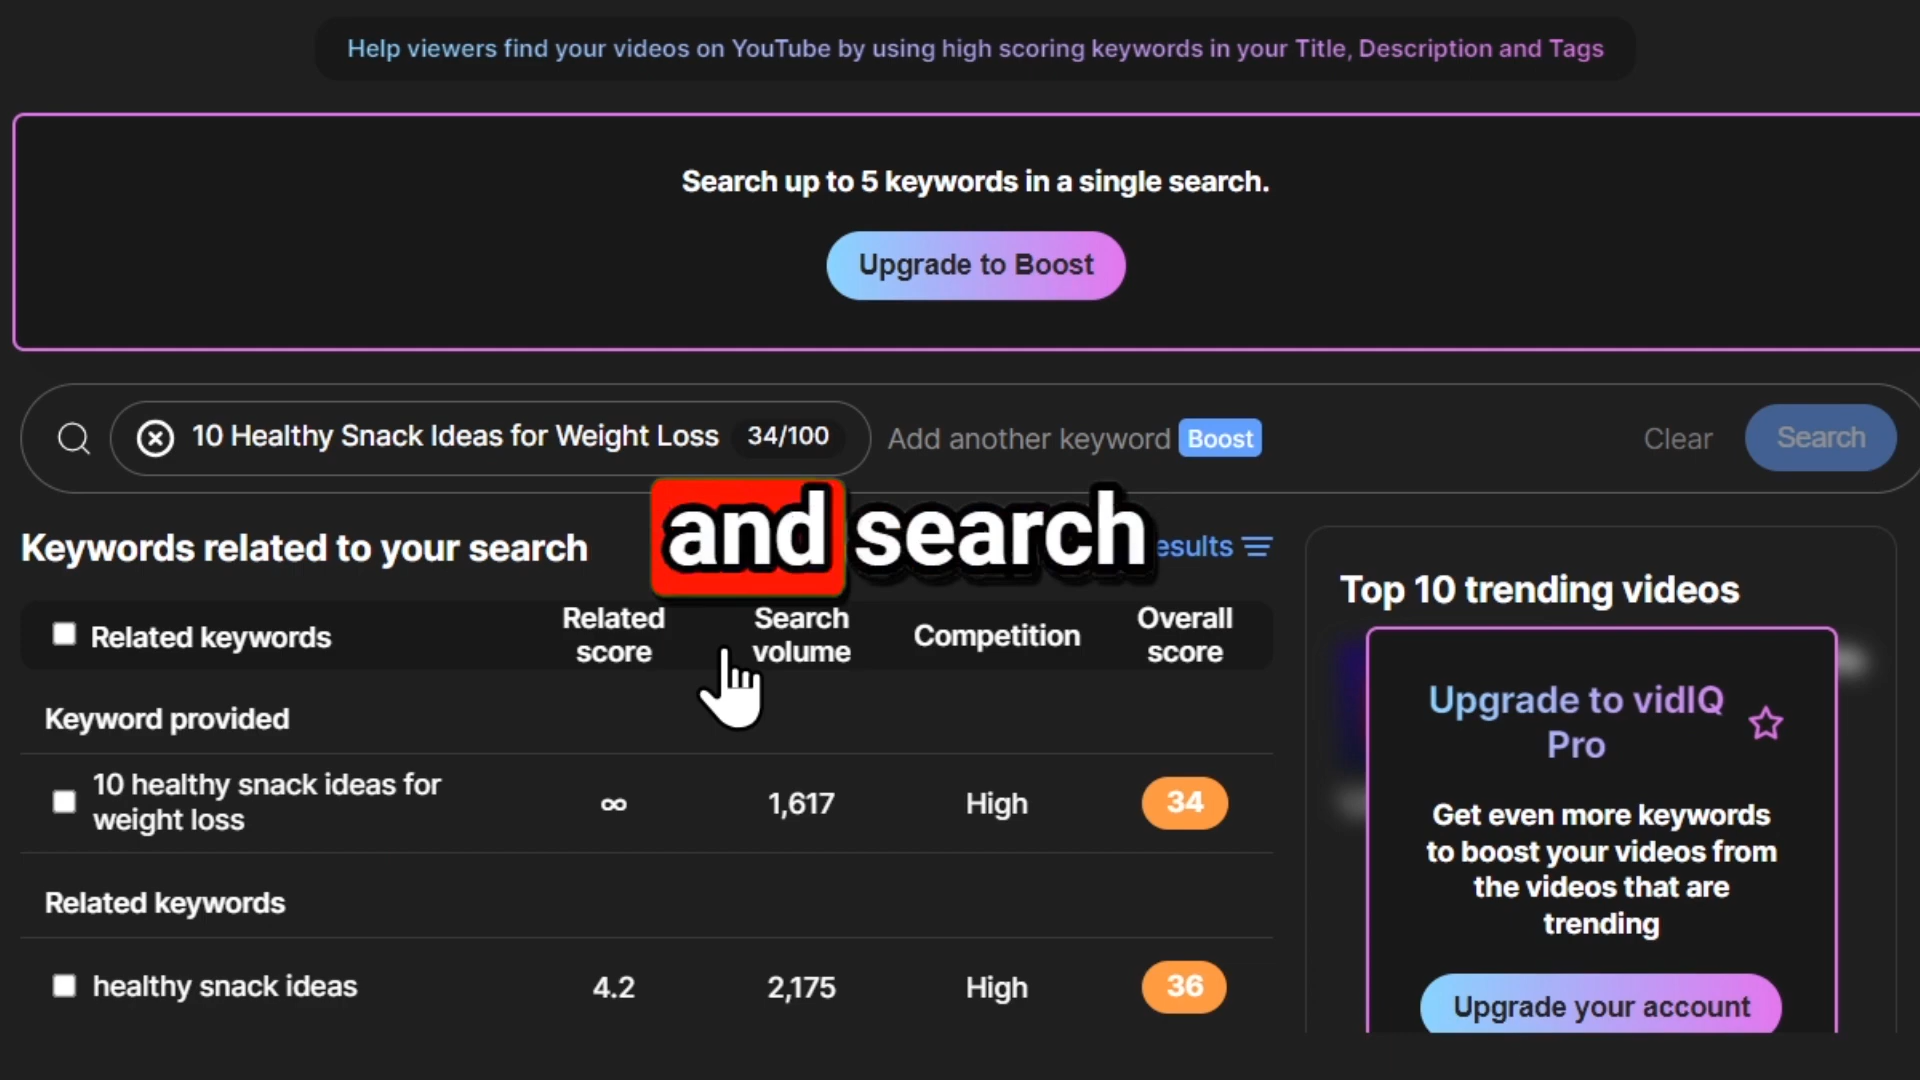 Help viewers find your videos on YouTube by using high scoring keywords in your Title, Description and Tags
Search up to 5 keywords in a single search.
Upgrade to Boost
10 Healthy Snack Ideas for Weight Loss 34/100 Add another keyword Boost Clear Search
and search
Keywords related to your search
Related keywords Related score Search volume Competition Overall score
Keyword provided
10 healthy snack ideas for weight loss ∞ 1,617 High 34
Related keywords
healthy snack ideas 4.2 2,175 High 36
Top 10 trending videos
Upgrade to vidIQ
Pro
Get even more keywords
to boost your videos from
the videos that are
trending
Upgrade your account